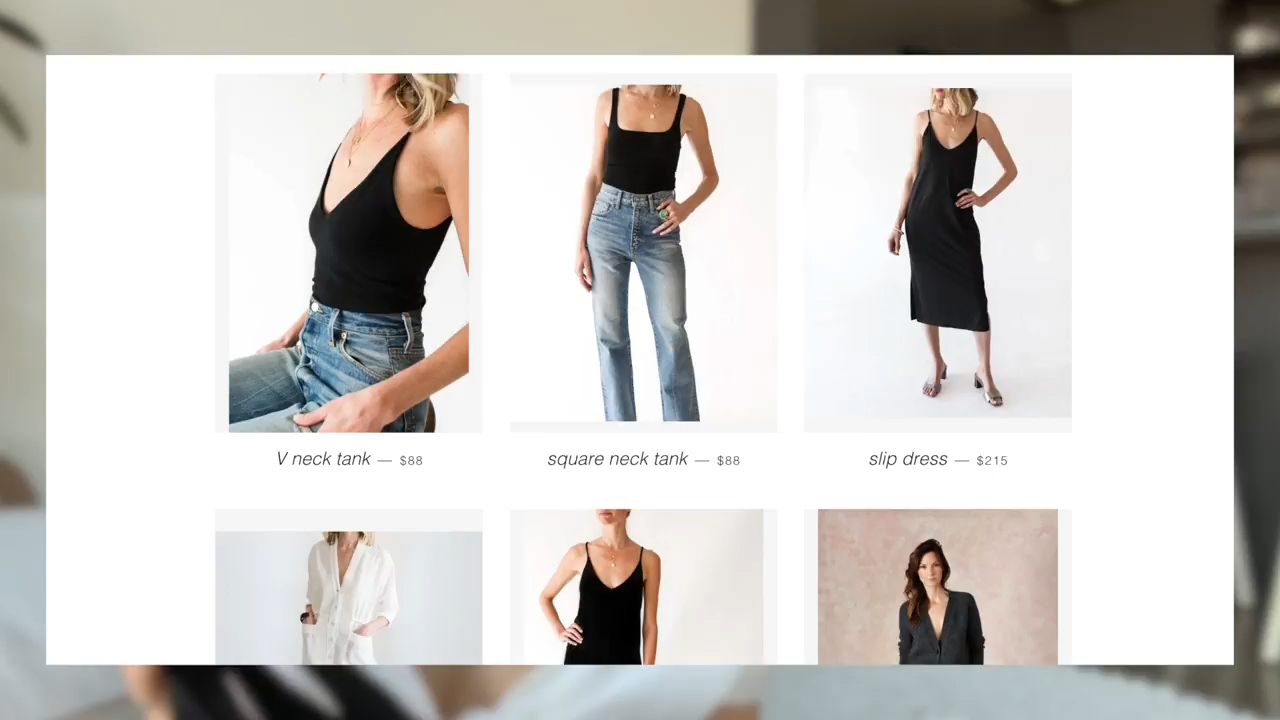 V neck tank — $88
square neck tank — $88
slip dress — $215